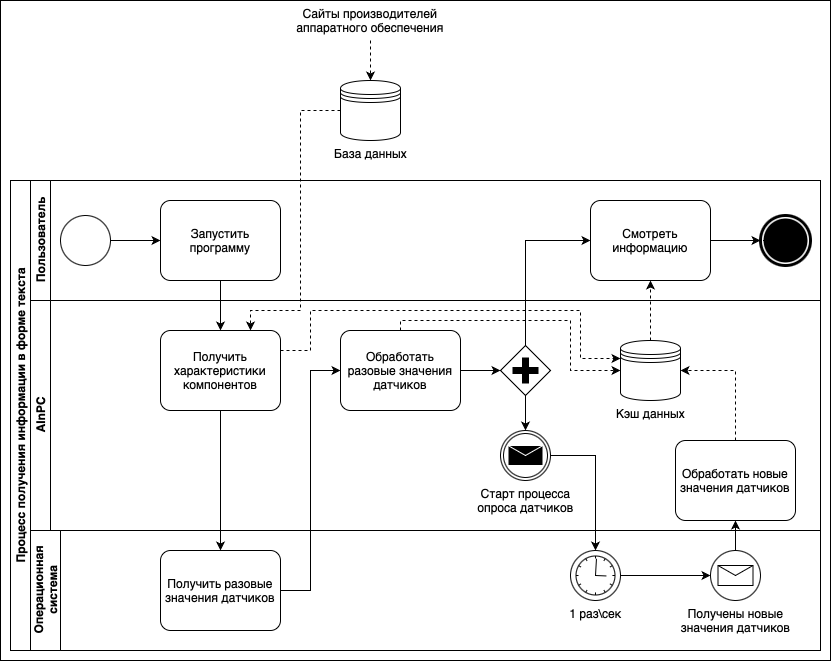 Сайты производителей
аппаратного обеспечения
База данных
Процесс получения информации в форме текста
Пользователь
Запустить
программу
Смотреть
информацию
AInPC
Получить
характеристики
компонентов
Обработать
разовые значения
датчиков
Кэш данных
Старт процесса
опроса датчиков
Обработать новые
значения датчиков
Операционная
система
Получить разовые
значения датчиков
1 раз\сек
Получены новые
значения датчиков